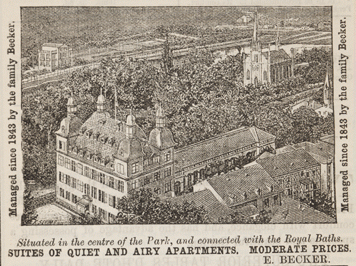 Managed since 1843 by the family Becker.
Managed since 1843 by the family Becker.
Situated in the centre of the Park, and connected with the Royal Baths.
SUITES OF QUIET AND AIRY APARTMENTS. MODERATE PRICES.
E. BECKER.